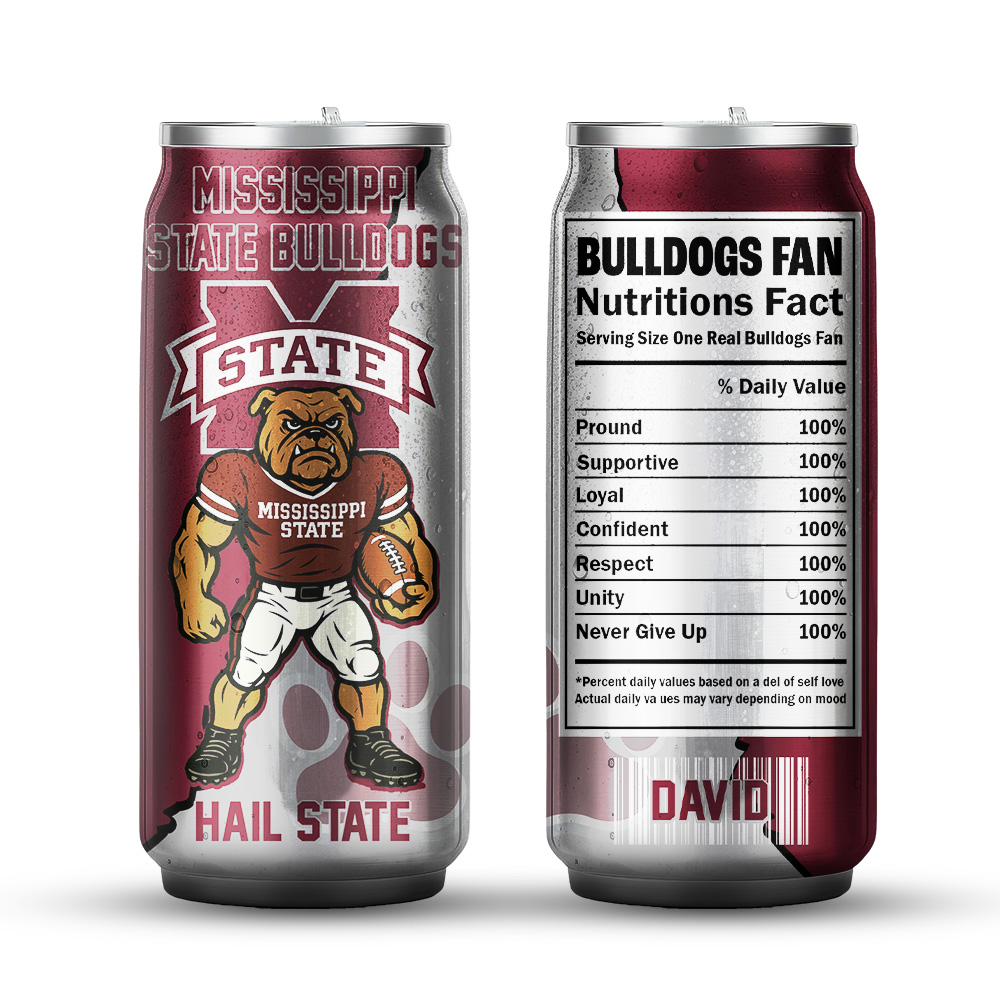 MISSISSIPPI
STATE BULLDOGS
STATE
MISSISSIPPI
STATE
HAIL STATE
BULLDOGS FAN
Nutritions Fact
Serving Size One Real Bulldogs Fan
% Daily Value
Pround 100%
Supportive 100%
Loyal 100%
Confident 100%
Respect 100%
Unity 100%
Never Give Up 100%
*Percent daily values based on a del of self love
Actual daily va ues may vary depending on mood
DAVID